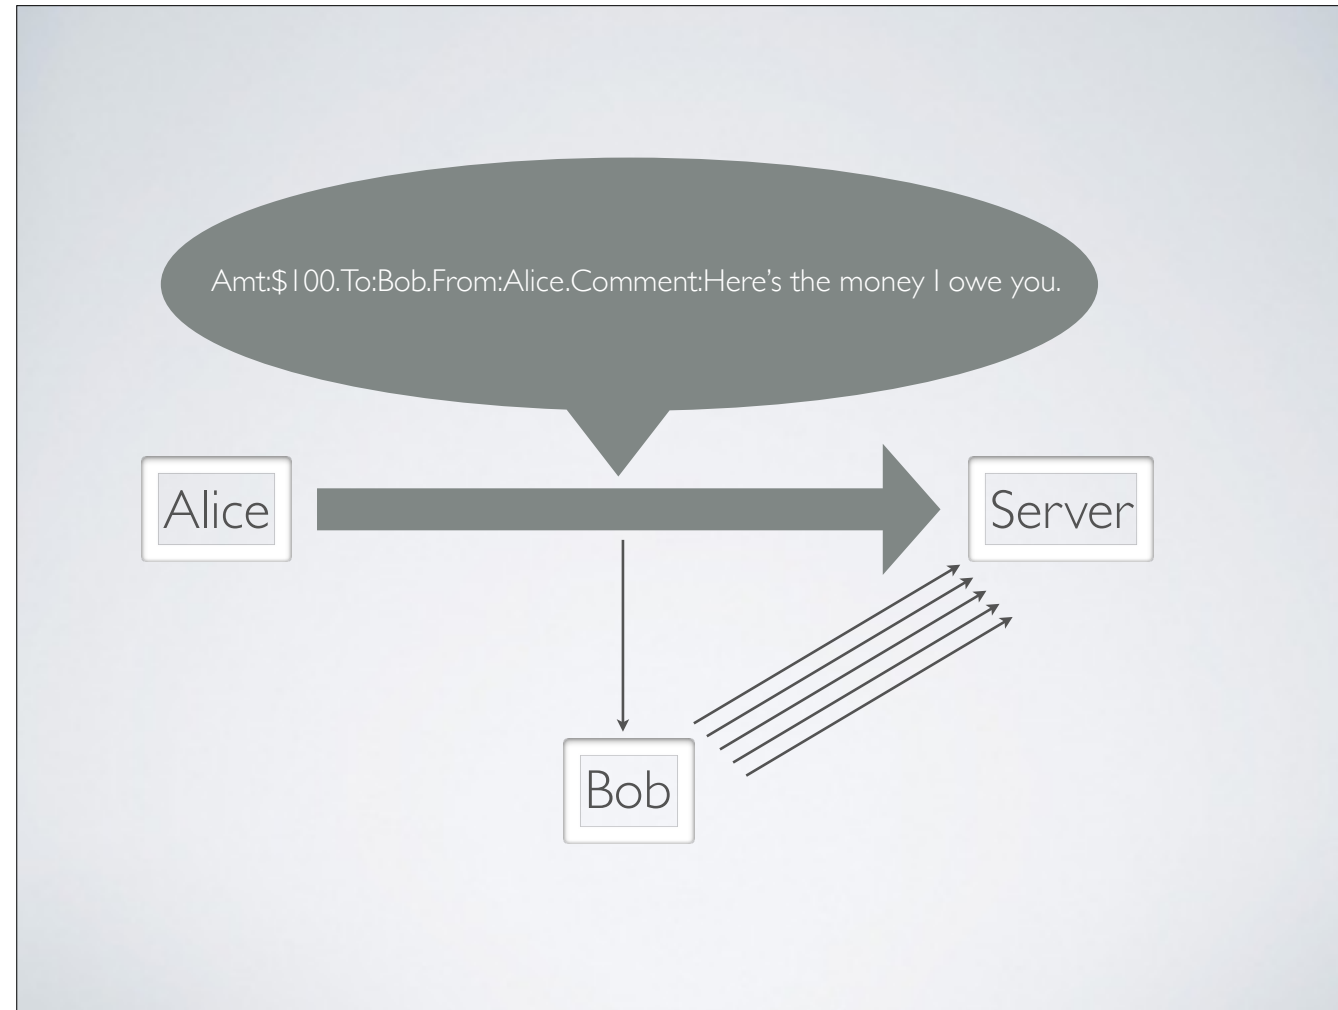 Amt:$100.To:Bob.From:Alice.Comment:Here’s the money I owe you.
Alice
Server
Bob